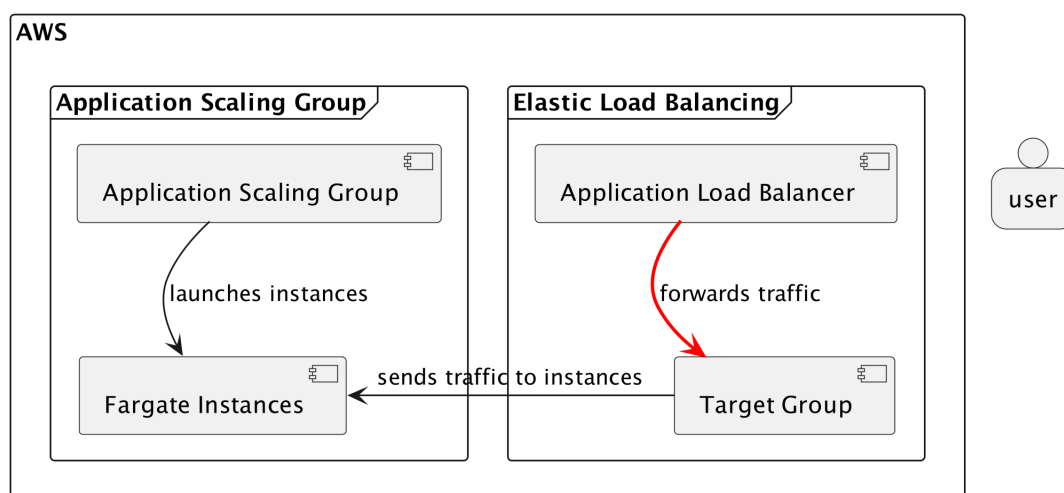 AWS
Application Scaling Group
Elastic Load Balancing
Application Scaling Group
Application Load Balancer
user
launches instances
forwards traffic
sends traffic to instances
Fargate Instances
Target Group